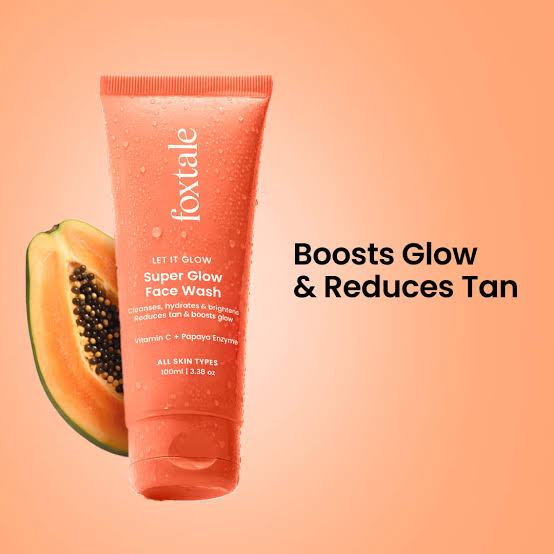 foxtale
LET IT GLOW
Super Glow
Face Wash
Cleanses, hydrates & brightens
Reduces tan & boosts glow
Vitamin C + Papaya Enzyme
ALL SKIN TYPES
100ml | 3.38 oz
Boosts Glow
& Reduces Tan